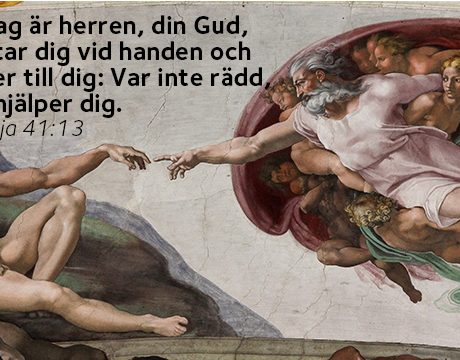 ag är herren, din Gud,
tar dig vid handen och
er till dig: Var inte rädd,
hjälper dig.
ja 41:13